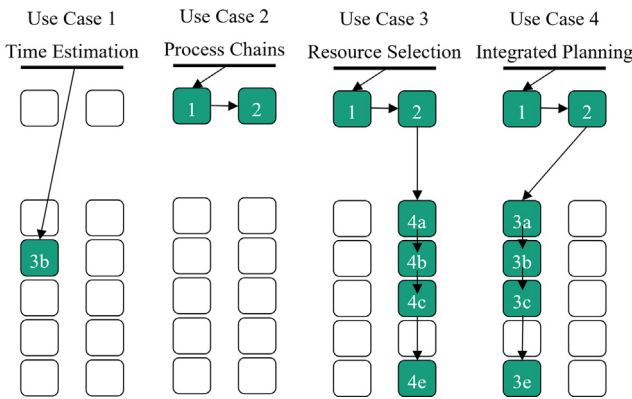 Use Case 1
Time Estimation
3b
Use Case 2
Process Chains
1
2
Use Case 3
Resource Selection
1
2
4a
4b
4c
4e
Use Case 4
Integrated Planning
1
2
3a
3b
3c
3e